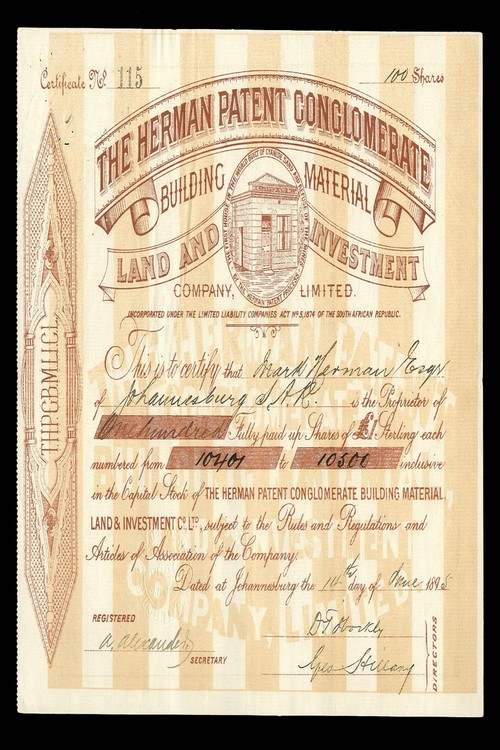 Certificate No. 115
100 Shares
THE HERMAN PATENT CONGLOMERATE
BUILDING MATERIAL
LAND AND INVESTMENT
COMPANY, LIMITED.
INCORPORATED UNDER THE LIMITED LIABILITY COMPANIES ACT No 5, 1874 OF THE SOUTH AFRICAN REPUBLIC.
This is to certify that Herman Esqr
of Johannesburg S.A.R. is the Proprietor of
One hundred Fully paid up Shares of £1 Sterling each
numbered from 10401 to 10500 inclusive
in the Capital Stock of THE HERMAN PATENT CONGLOMERATE BUILDING MATERIAL,
LAND & INVESTMENT Co. LTD, subject to the Rules and Regulations and
Articles of Association of the Company.
Dated at Johannesburg the 14th day of June 1895
REGISTERED
A. Alexander
SECRETARY
DIRECTORS
THPCBMLICL